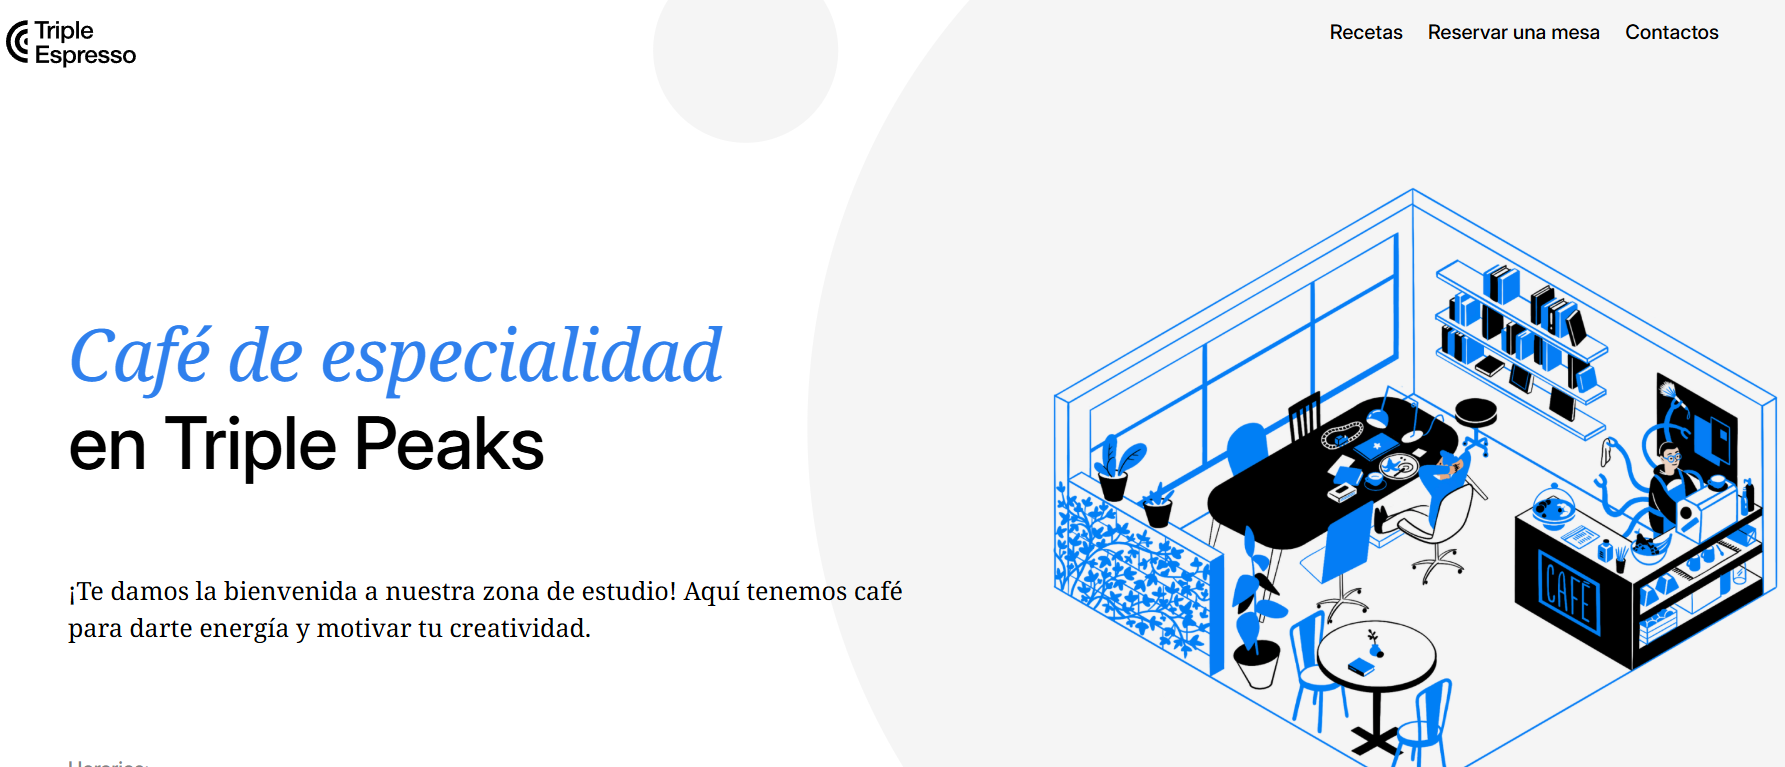 Triple
Espresso
Recetas Reservar una mesa Contactos
Café de especialidad
en Triple Peaks
¡Te damos la bienvenida a nuestra zona de estudio! Aquí tenemos café
para darte energía y motivar tu creatividad.
CAFÉ